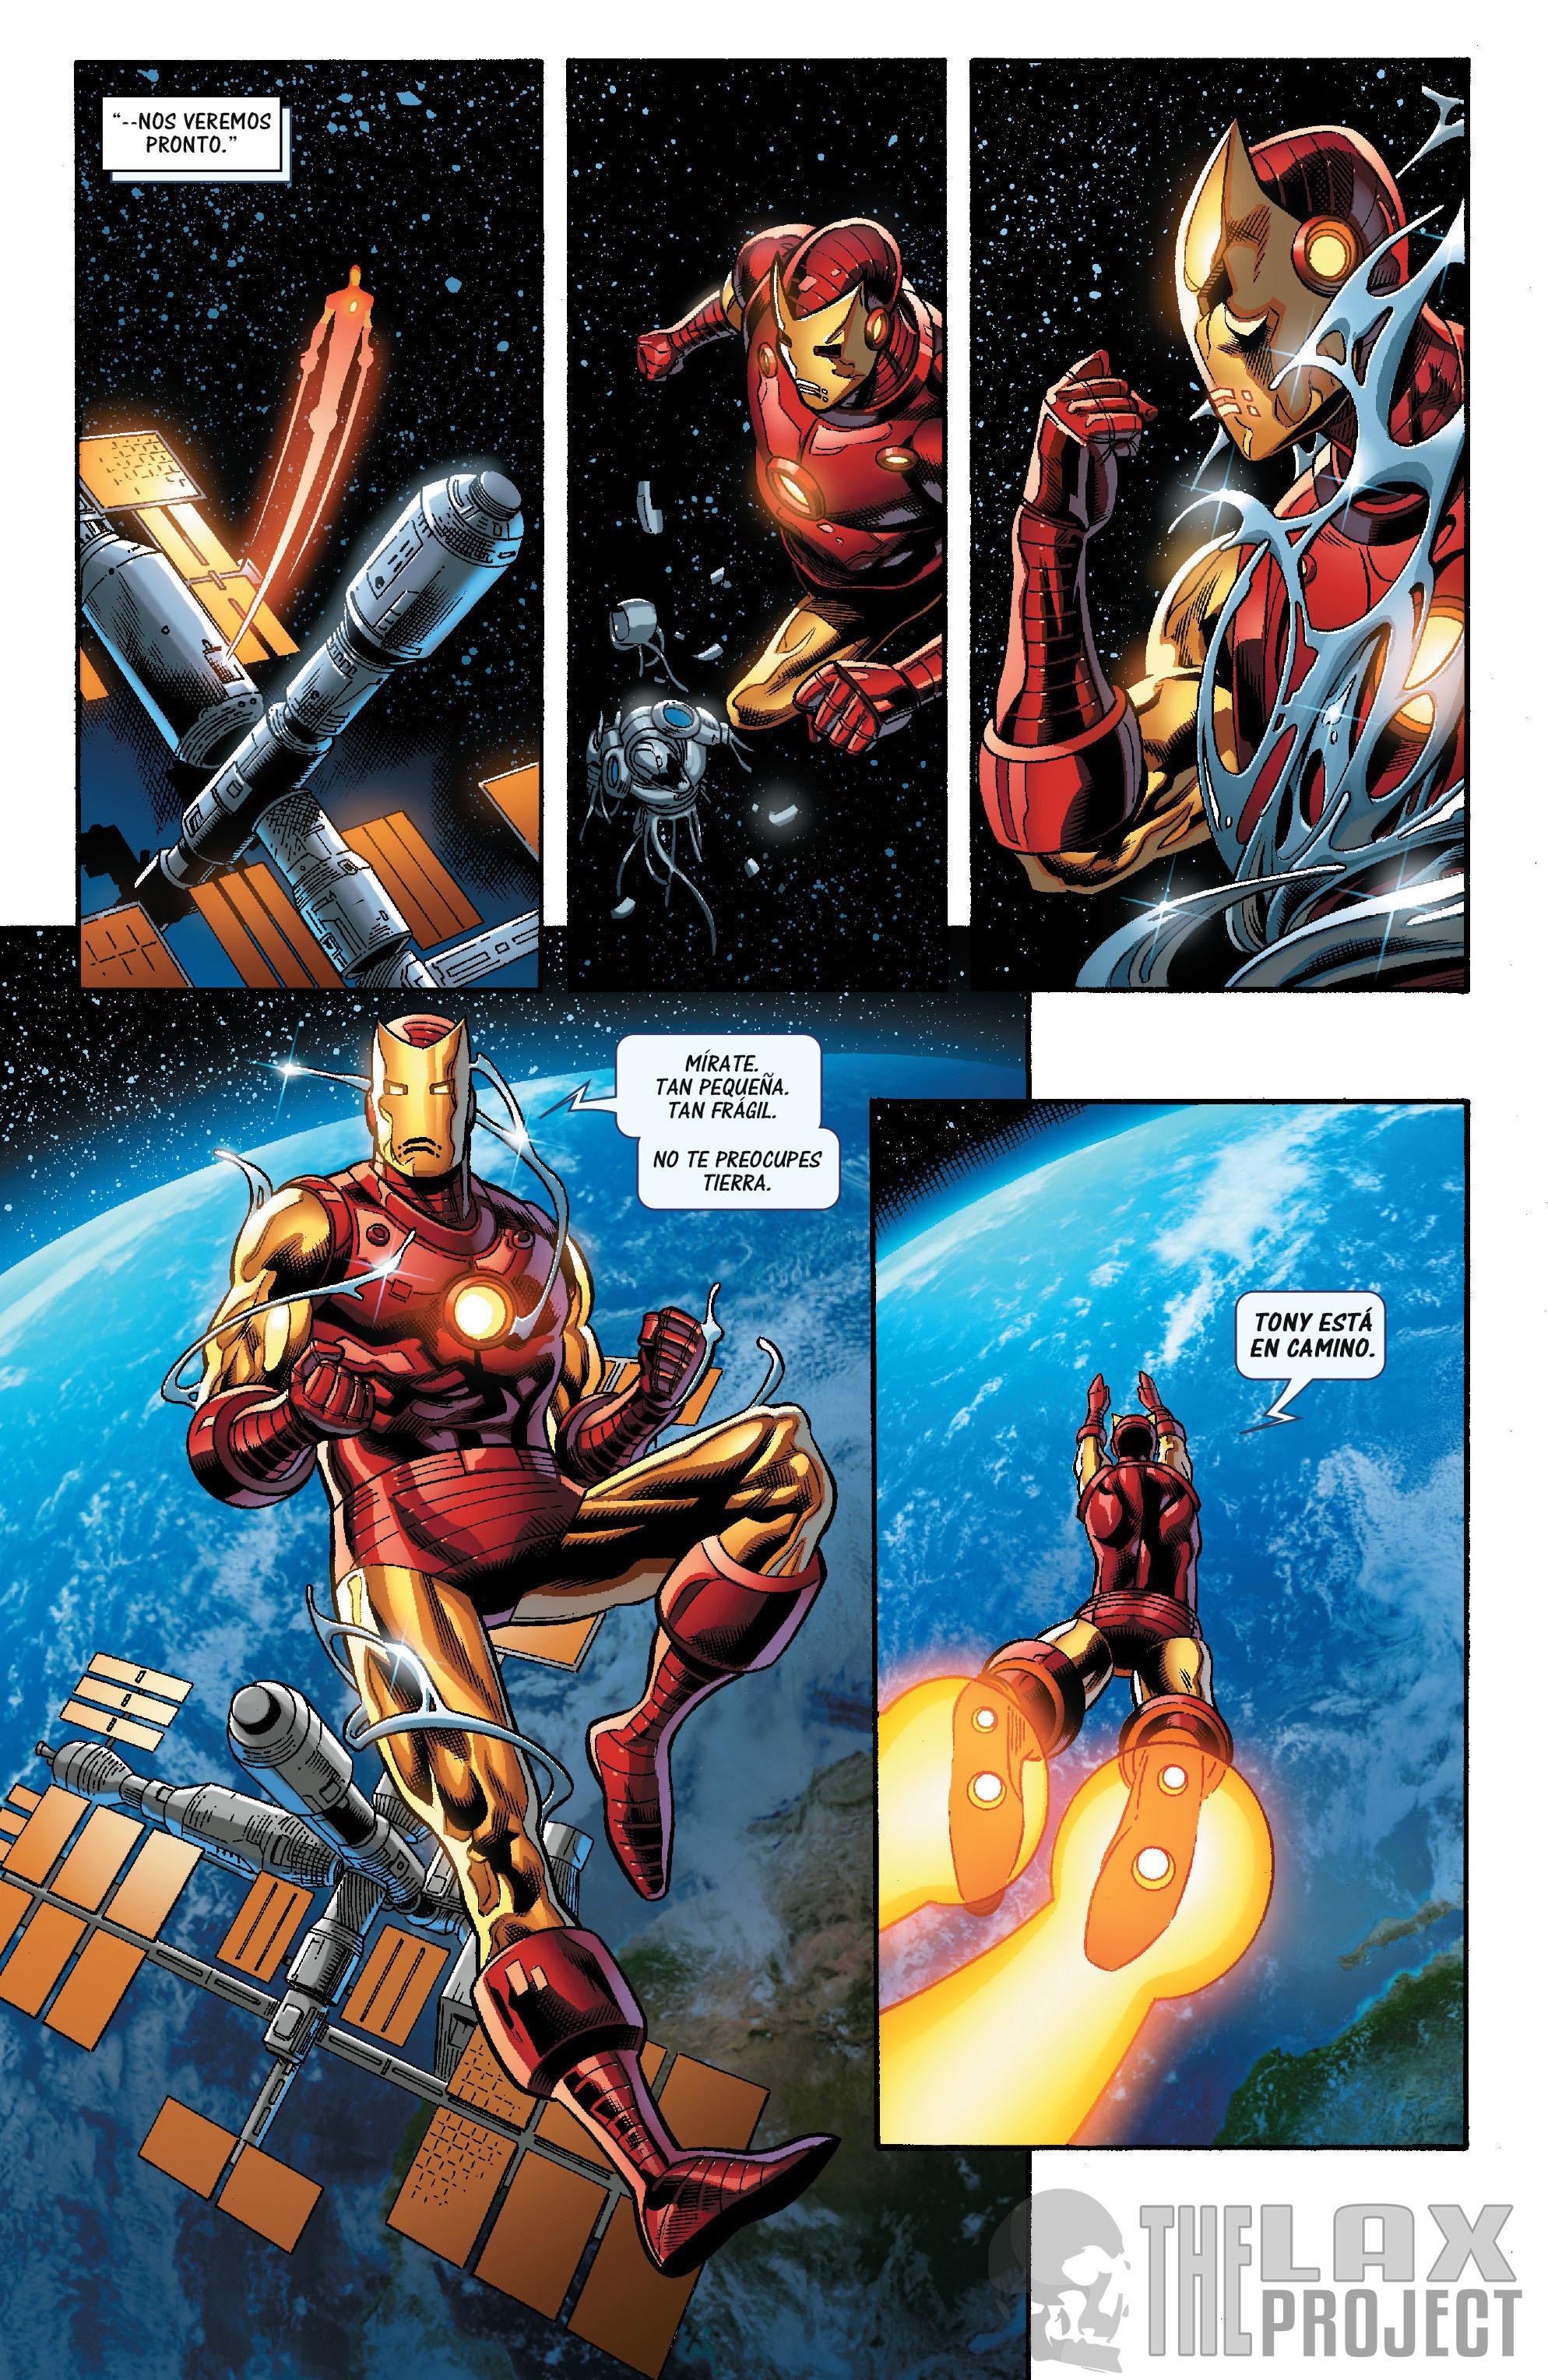 “--NOS VEREMOS
PRONTO.”
MÍRATE.
TAN PEQUEÑA.
TAN FRÁGIL.
NO TE PREOCUPES
TIERRA.
TONY ESTÁ
EN CAMINO.
THE LAX
PROJECT